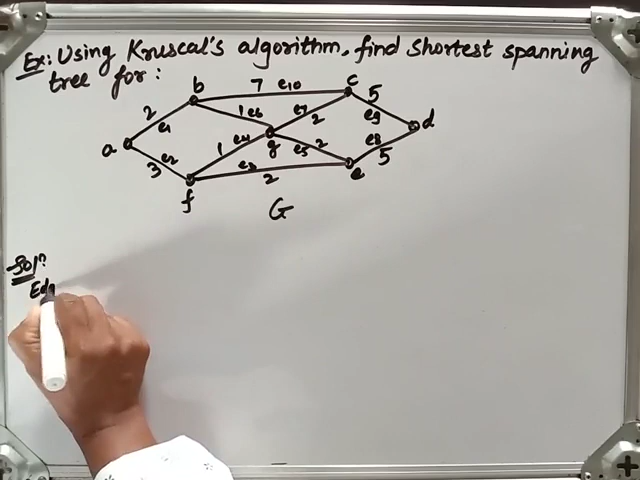 Ex: Using Kruscal's algorithm, find shortest spanning
tree for:
b 7 e10 c
2 e1 1 e6 e7 2 5 e9
a g d
3 e2 1 e4 e5 2 e8 5
f e3 2 e
G
Sol?
Edg